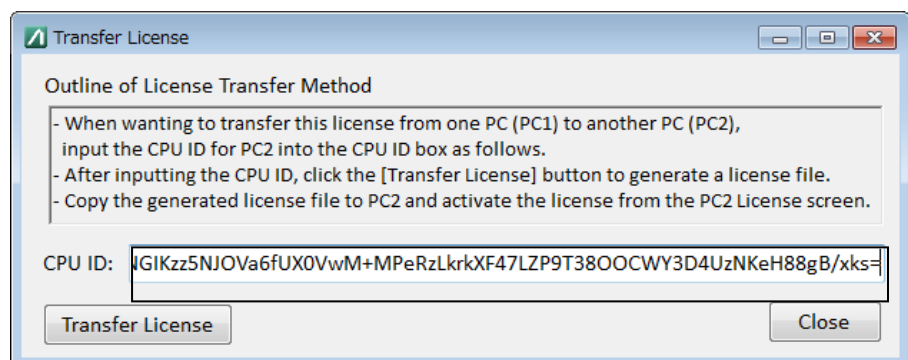 Transfer License
Outline of License Transfer Method
- When wanting to transfer this license from one PC (PC1) to another PC (PC2),
input the CPU ID for PC2 into the CPU ID box as follows.
- After inputting the CPU ID, click the [Transfer License] button to generate a license file.
- Copy the generated license file to PC2 and activate the license from the PC2 License screen.
CPU ID: GIKzz5NJOVa6fUX0VwM+MPeRzLkrkXF47LZP9T38OOCWY3D4UzNKeH88gB/xks=
Transfer License
Close